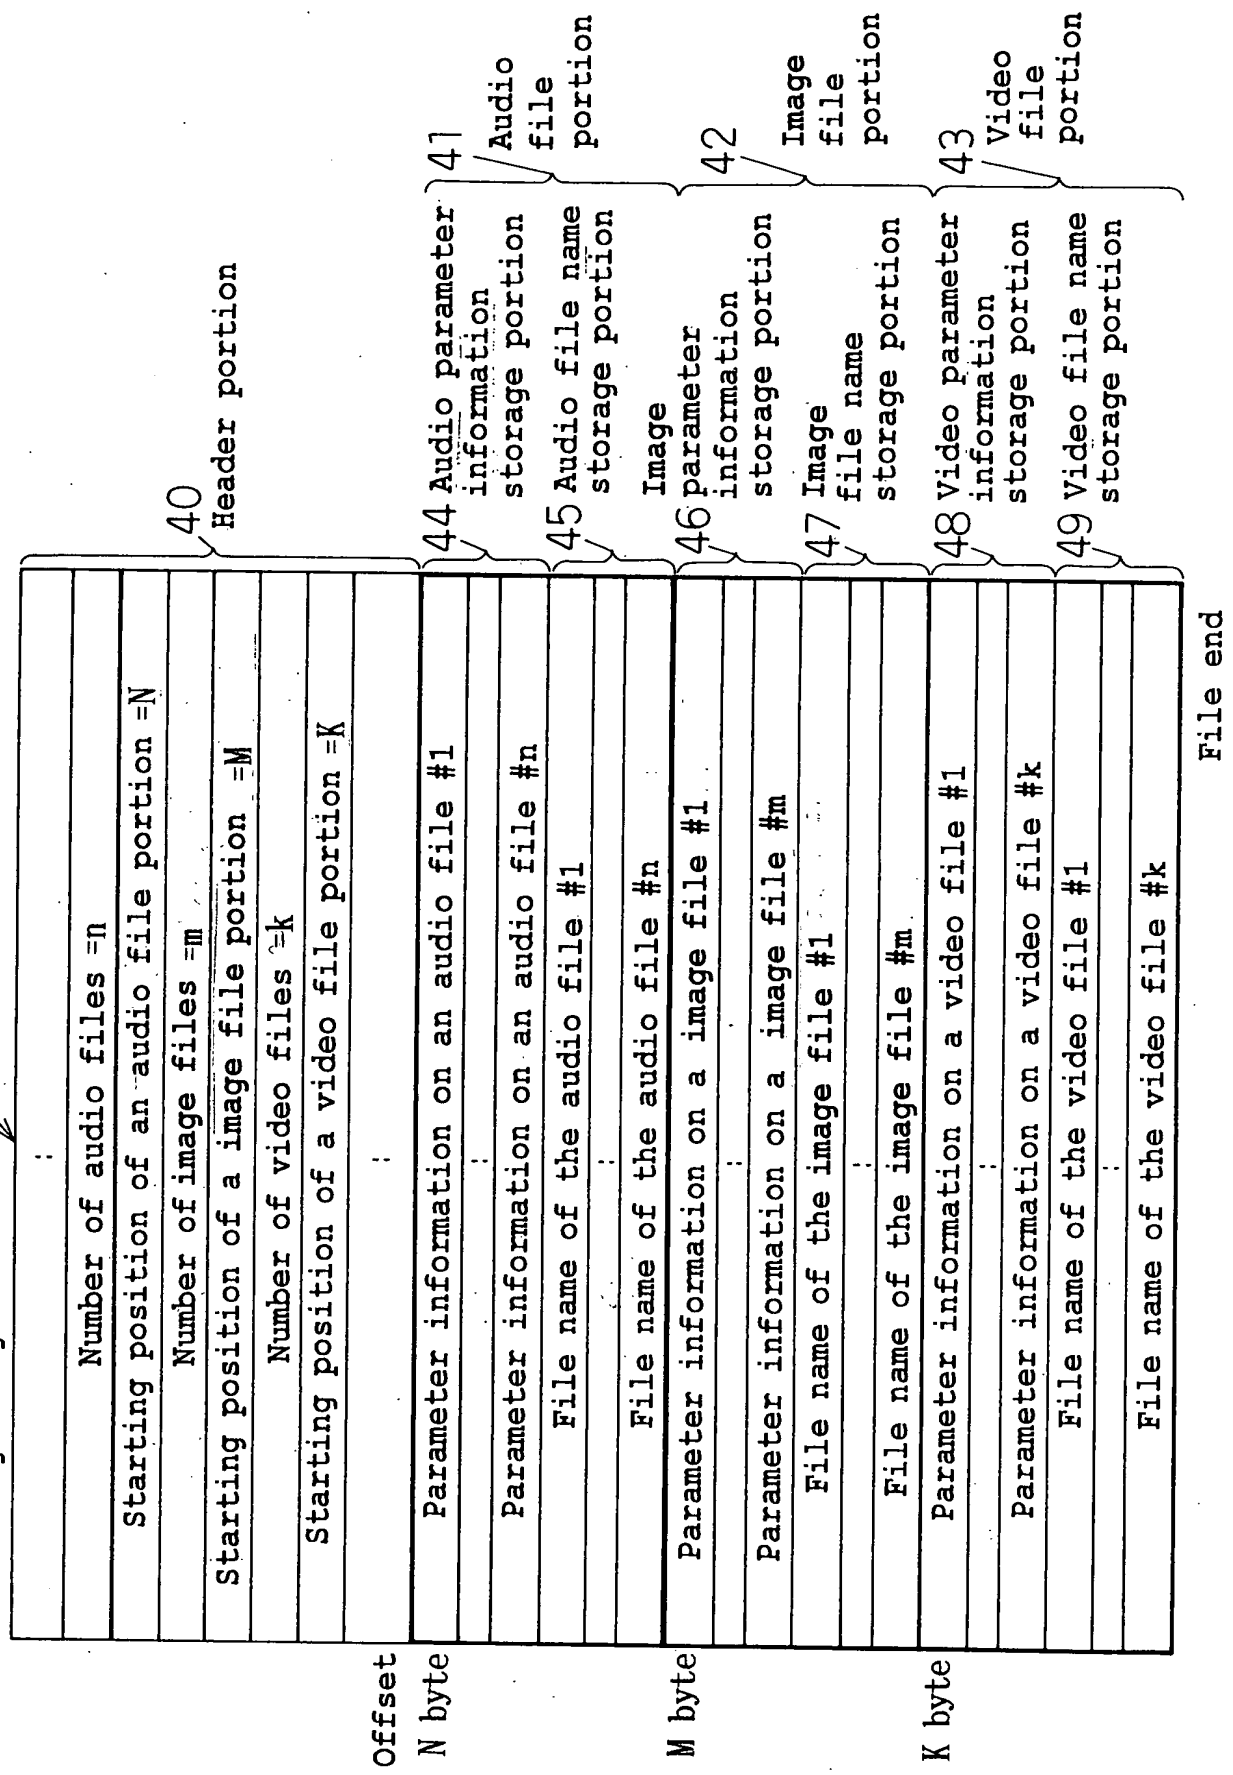 :
Number of audio files =n
Starting position of an audio file portion =N
Number of image files =m
Starting position of a image file portion =M
Number of video files =k
Starting position of a video file portion =K
:
40
Header portion
Offset
N byte
Parameter information on an audio file #1
:
Parameter information on an audio file #n
44 Audio parameter
information
storage portion
File name of the audio file #1
:
File name of the audio file #n
45 Audio file name
storage portion
41
Audio
file
portion
M byte
Parameter information on a image file #1
:
Parameter information on a image file #m
Image
46 parameter
information
storage portion
File name of the image file #1
:
File name of the image file #m
47 Image
file name
storage portion
42
Image
file
portion
K byte
Parameter information on a video file #1
:
Parameter information on a video file #k
48 Video parameter
information
storage portion
File name of the video file #1
:
File name of the video file #k
49 Video file name
storage portion
43
Video
file
portion
File end